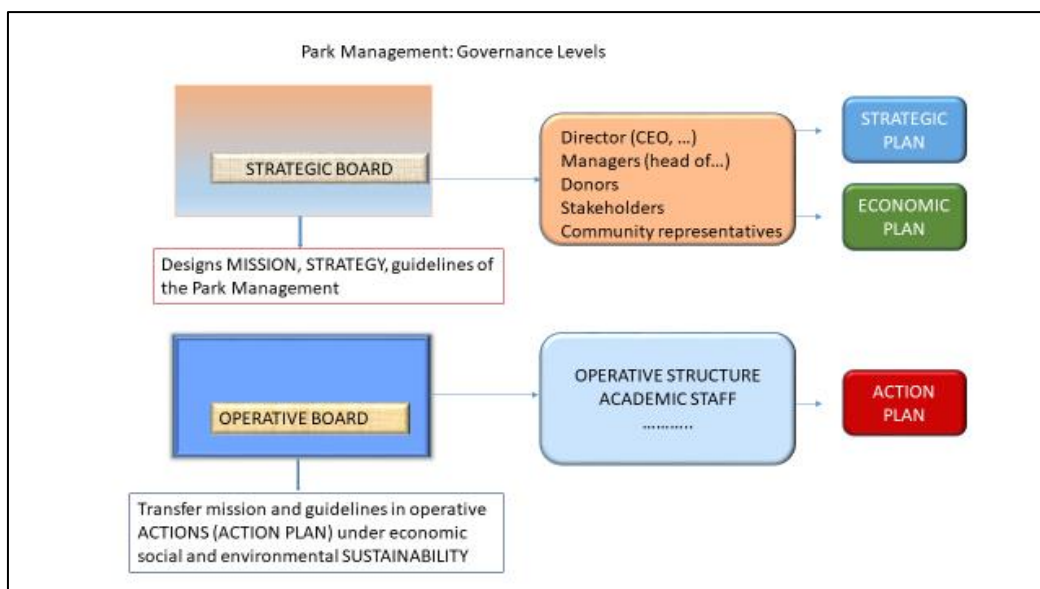 Park Management: Governance Levels
STRATEGIC BOARD
Director (CEO, ...)
Managers (head of...)
Donors
Stakeholders
Community representatives
STRATEGIC
PLAN
ECONOMIC
PLAN
Designs MISSION, STRATEGY, guidelines of
the Park Management
OPERATIVE BOARD
OPERATIVE STRUCTURE
ACADEMIC STAFF
...........
ACTION
PLAN
Transfer mission and guidelines in operative
ACTIONS (ACTION PLAN) under economic
social and environmental SUSTAINABILITY